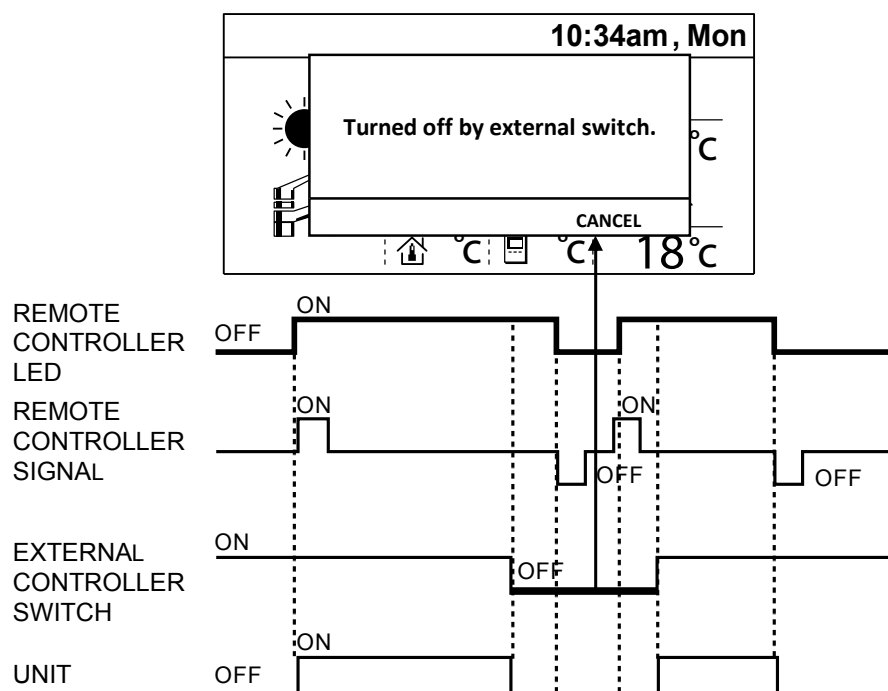 10:34am , Mon
Turned off by external switch.
°C
CANCEL
°C °C 18°C
REMOTE
CONTROLLER
LED
OFF
ON
REMOTE
CONTROLLER
SIGNAL
ON
OFF
ON
OFF
EXTERNAL
CONTROLLER
SWITCH
ON
OFF
UNIT
OFF
ON